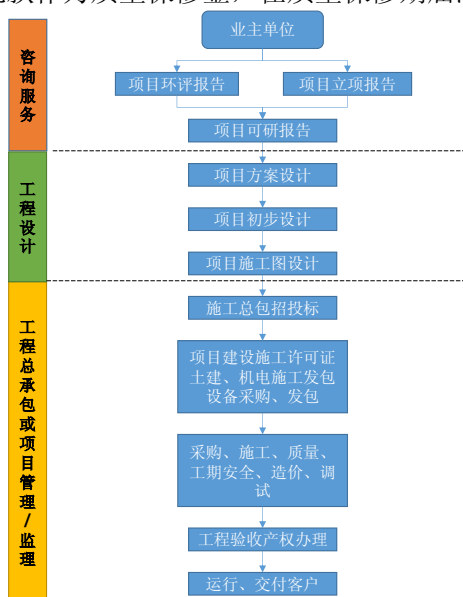 业主单位
咨询服务
项目环评报告
项目立项报告
项目可研报告
工程设计
项目方案设计
项目初步设计
项目施工图设计
工程总承包或项目管理/监理
施工总包招投标
项目建设施工许可证
土建、机电施工发包
设备采购、发包
采购、施工、质量、
工期安全、造价、调
试
工程验收产权办理
运行、交付客户